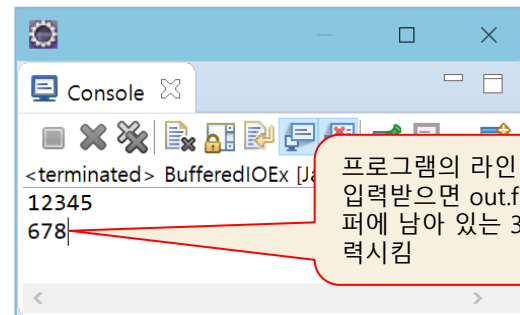 Console
<terminated> BufferedIOEx [Ja
12345
678
프로그램의 라인
입력받으면 out.f
퍼에 남아 있는 3
력시킴